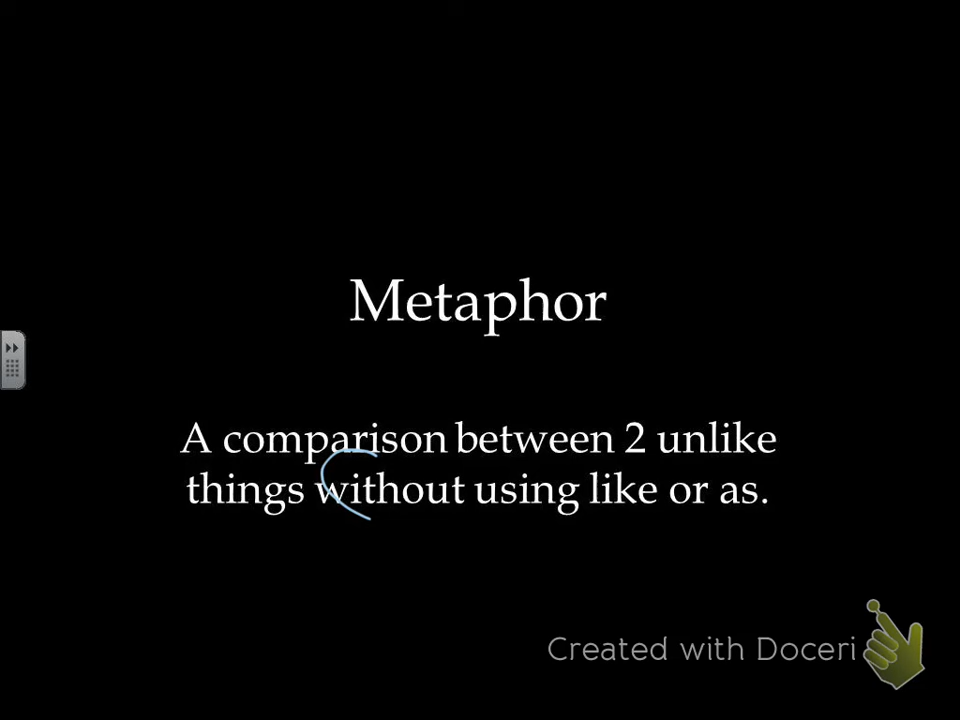 Metaphor
A comparison between 2 unlike
things without using like or as.
Created with Doceri